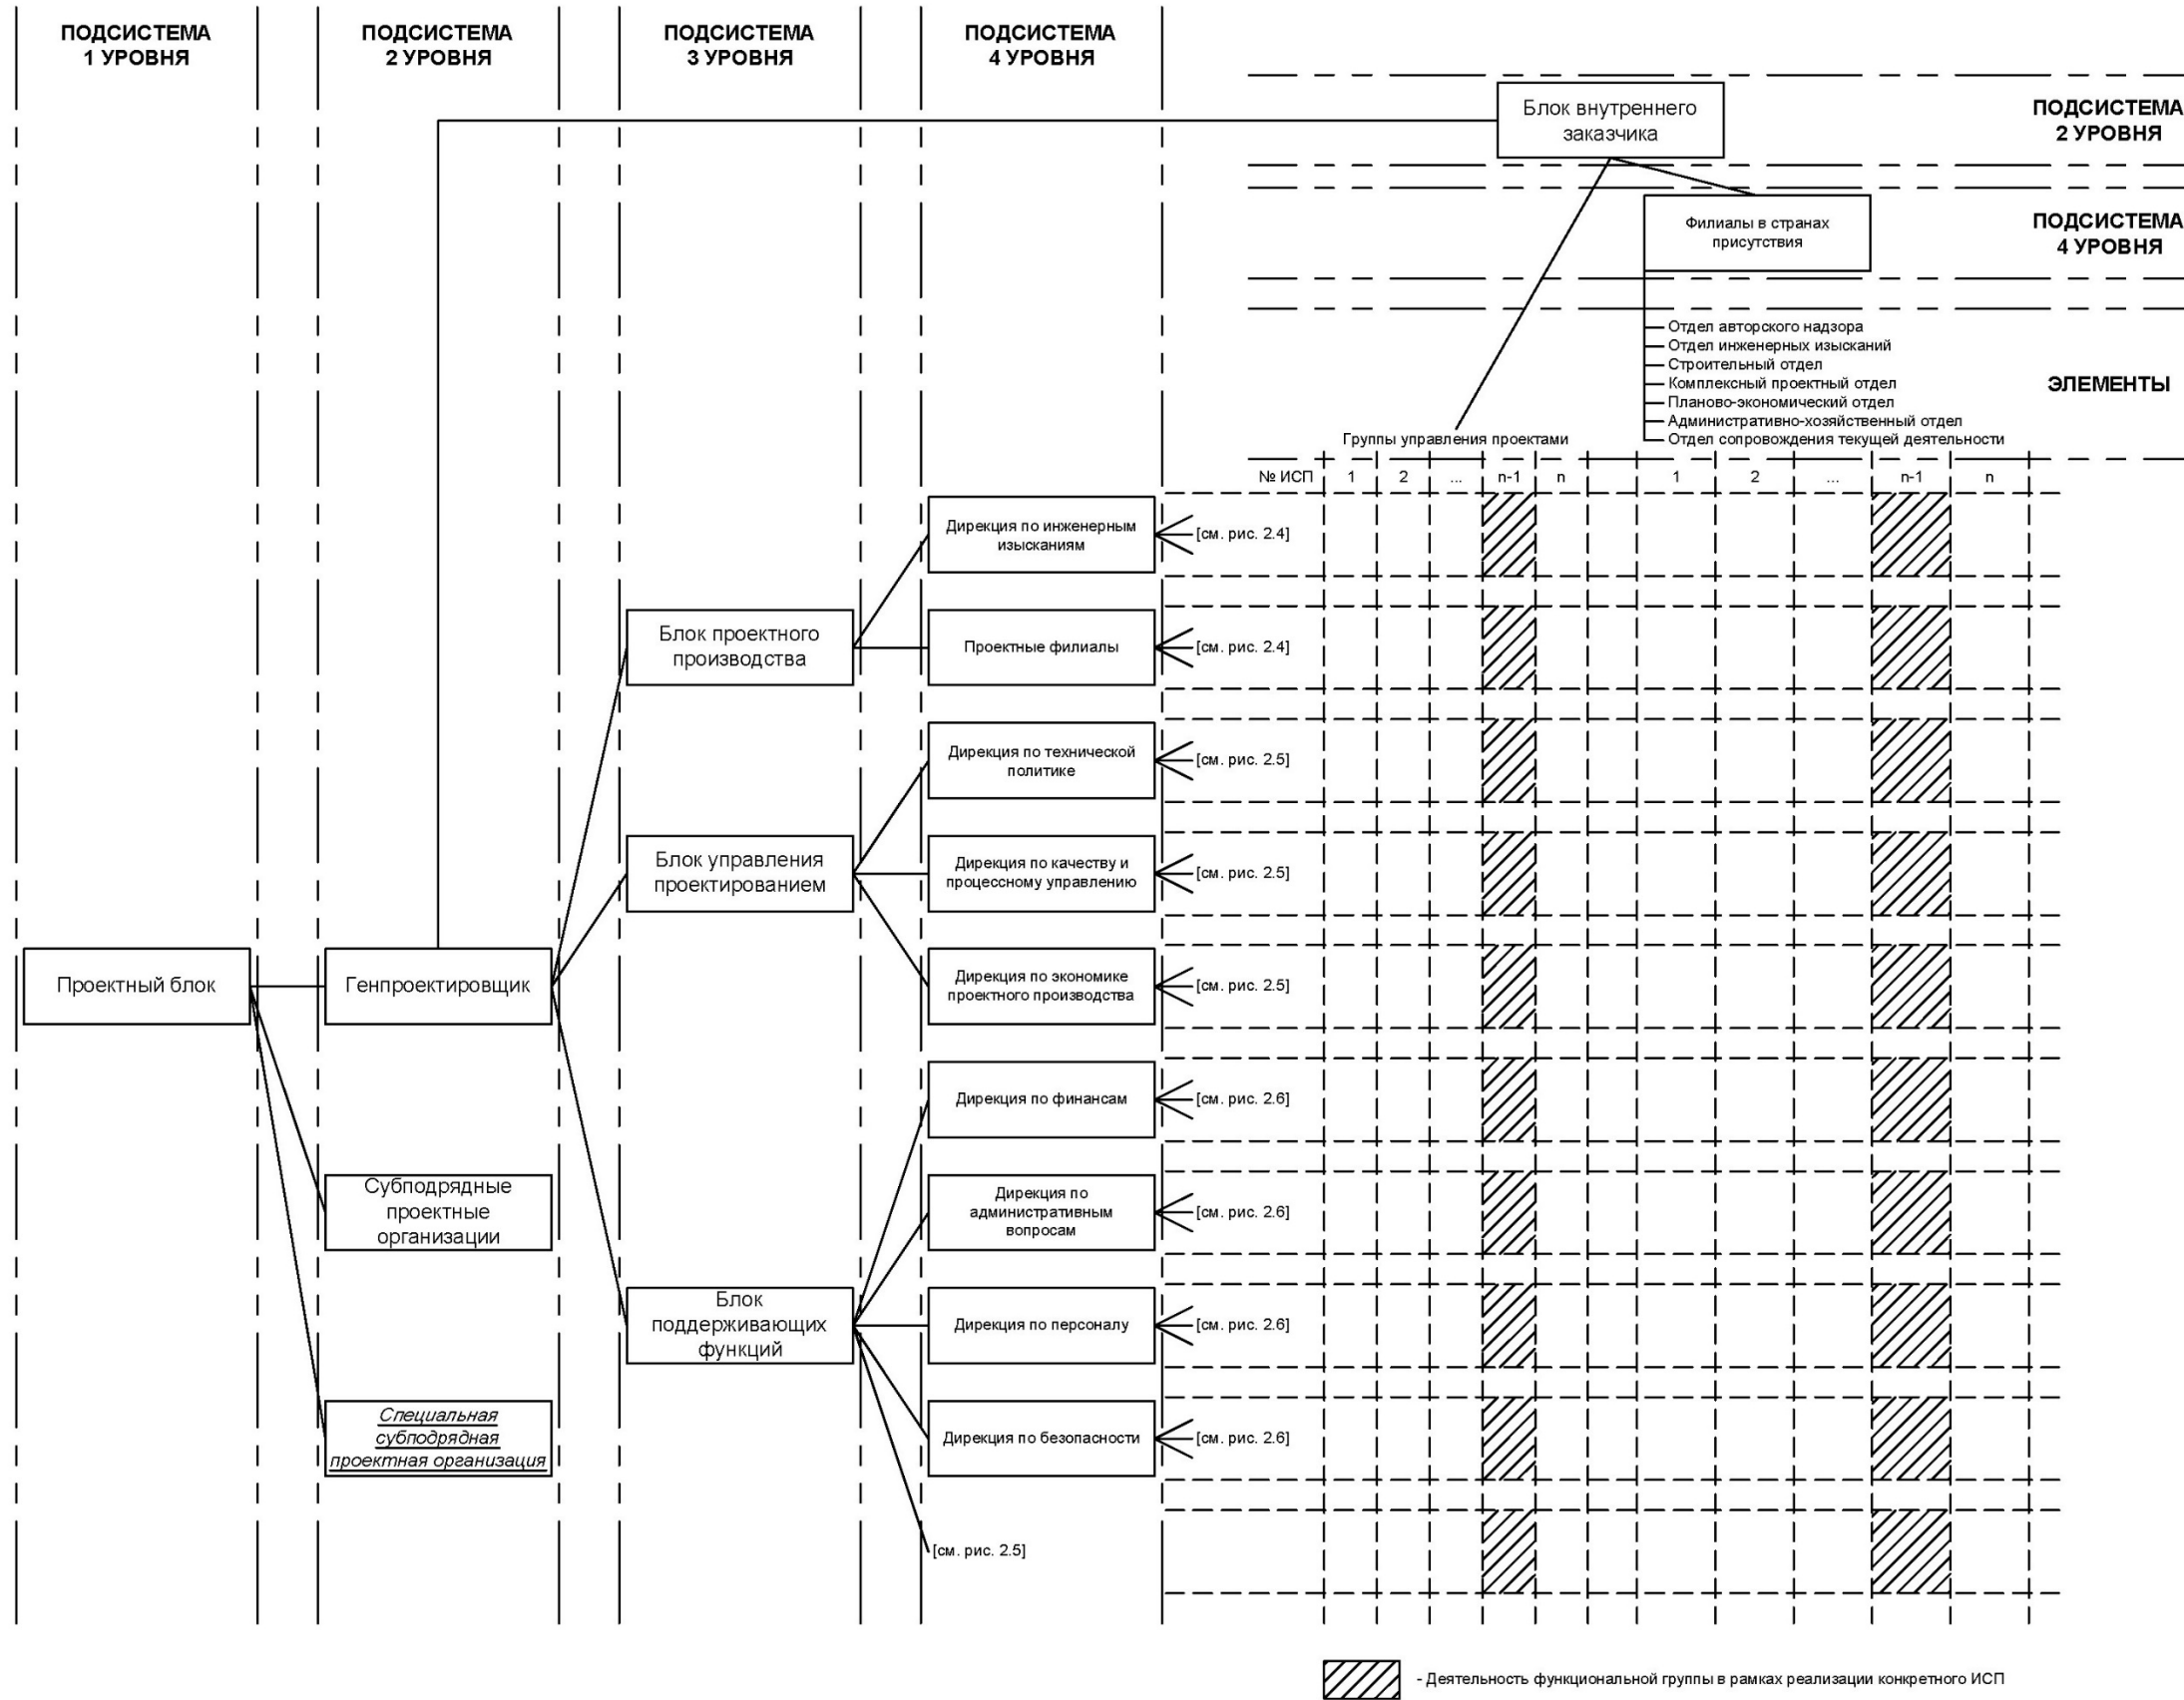 ПОДСИСТЕМА
1 УРОВНЯ
ПОДСИСТЕМА
2 УРОВНЯ
ПОДСИСТЕМА
3 УРОВНЯ
ПОДСИСТЕМА
4 УРОВНЯ
Блок внутреннего
заказчика
ПОДСИСТЕМА
2 УРОВНЯ
Филиалы в странах
присутствия
ПОДСИСТЕМА
4 УРОВНЯ
Отдел авторского надзора
Отдел инженерных изысканий
Строительный отдел
Комплексный проектный отдел
Планово-экономический отдел
Административно-хозяйственный отдел
Отдел сопровождения текущей деятельности
ЭЛЕМЕНТЫ
Группы управления проектами
№ ИСП 1 2 ... n-1 n 1 2 ... n-1 n
Дирекция по инженерным
изысканиям
[см. рис. 2.4]
Блок проектного
производства
Проектные филиалы
[см. рис. 2.4]
Дирекция по технической
политике
[см. рис. 2.5]
Блок управления
проектированием
Дирекция по качеству и
процессному управлению
[см. рис. 2.5]
Проектный блок
Генпроектировщик
Дирекция по экономике
проектного производства
[см. рис. 2.5]
Дирекция по финансам
[см. рис. 2.6]
Субподрядные
проектные
организации
Дирекция по
административным
вопросам
[см. рис. 2.6]
Блок
поддерживающих
функций
Дирекция по персоналу
[см. рис. 2.6]
Специальная
субподрядная
проектная организация
Дирекция по безопасности
[см. рис. 2.6]
[см. рис. 2.5]
- Деятельность функциональной группы в рамках реализации конкретного ИСП